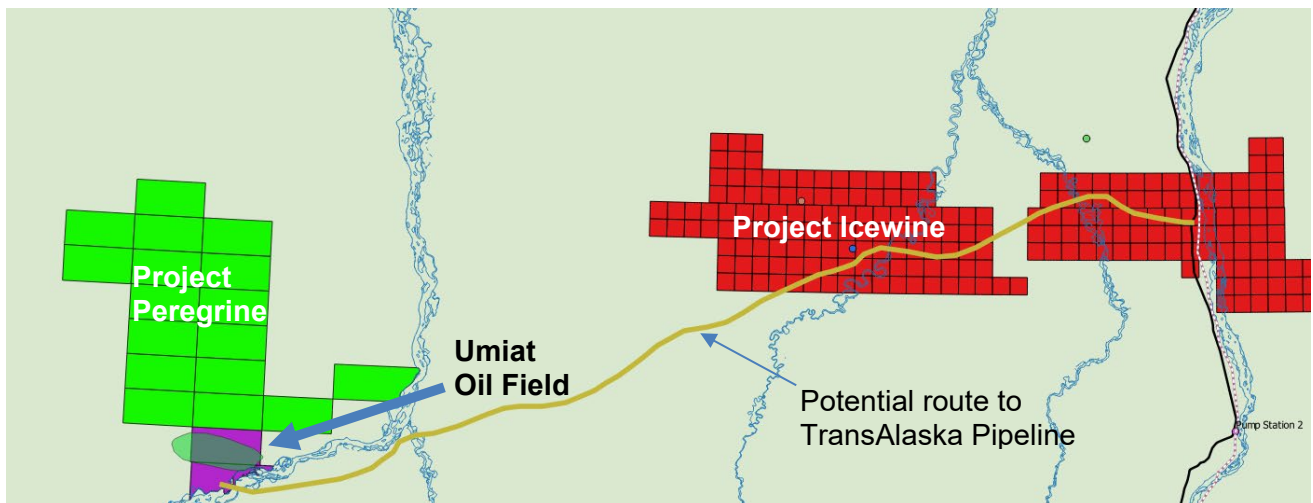 Project Icewine
Project
Peregrine
Umiat
Oil Field
Potential route to
TransAlaska Pipeline
Pump Station 2